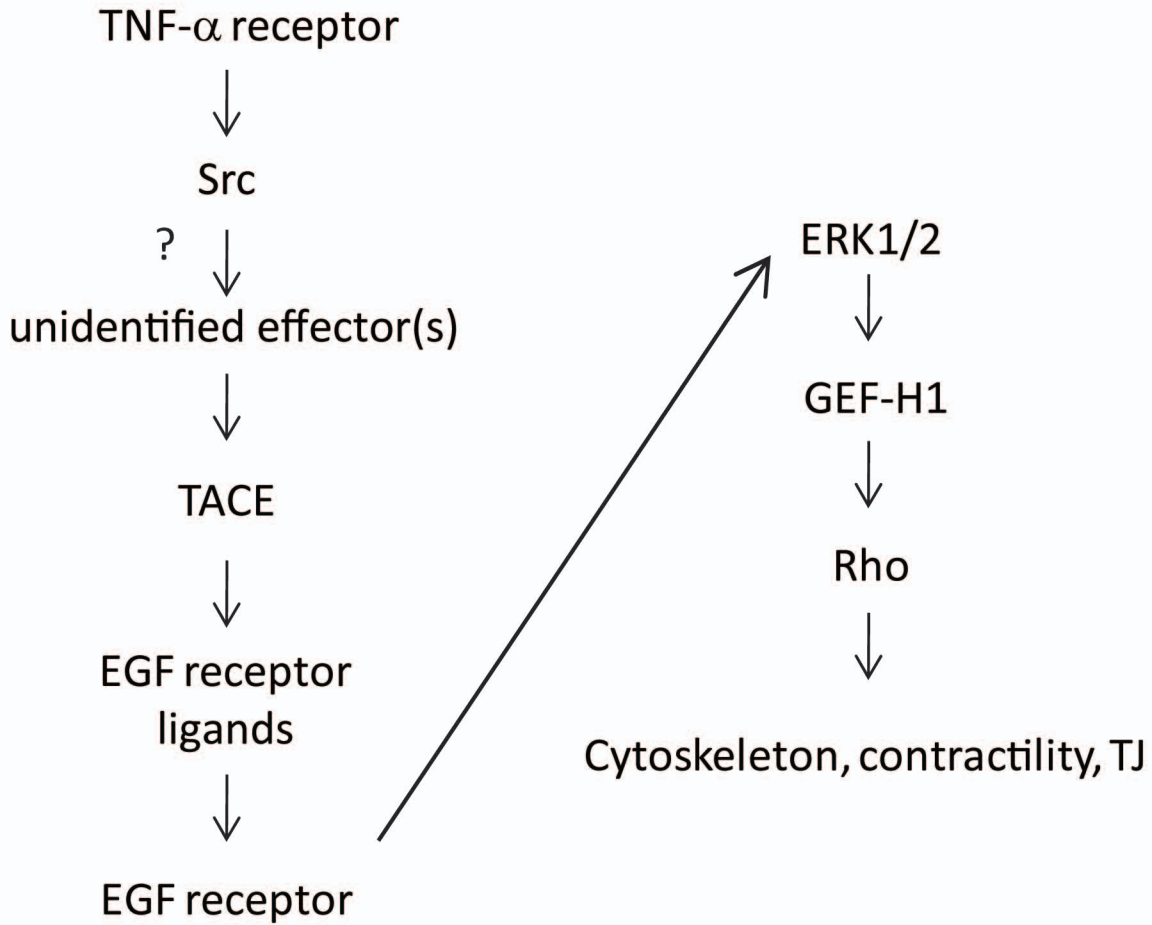 TNF-α receptor
Src
?
unidentified effector(s)
TACE
EGF receptor
ligands
EGF receptor
ERK1/2
GEF-H1
Rho
Cytoskeleton, contractility, TJ